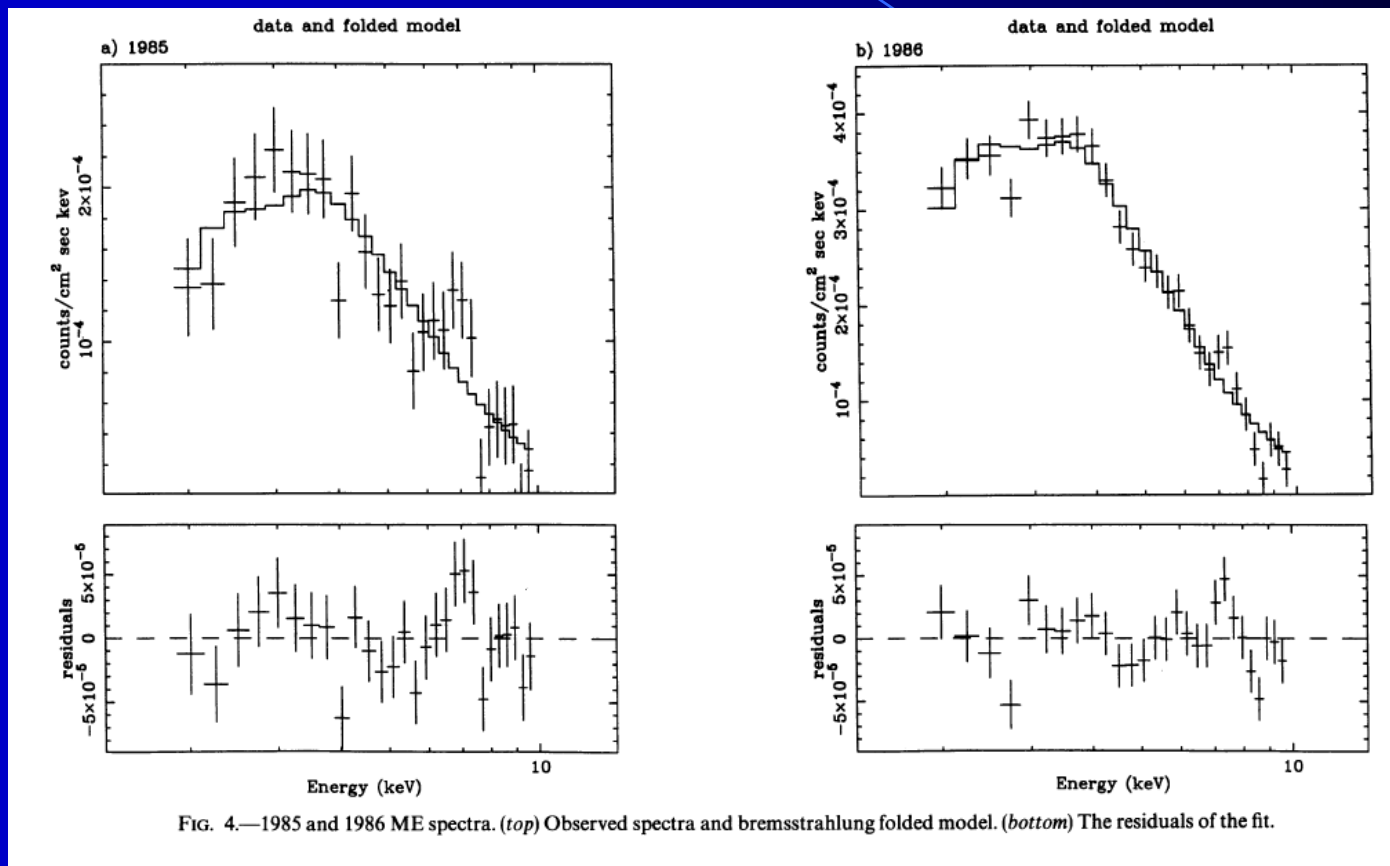 data and folded model
a) 1985
counts/cm² sec kev
2×10⁻⁴
10⁻⁴
residuals
5×10⁻⁵
0
−5×10⁻⁵
10
Energy (keV)
data and folded model
b) 1986
counts/cm² sec kev
4×10⁻⁴
3×10⁻⁴
2×10⁻⁴
10⁻⁴
residuals
5×10⁻⁵
0
−5×10⁻⁵
10
Energy (keV)
FIG. 4.—1985 and 1986 ME spectra. (top) Observed spectra and bremsstrahlung folded model. (bottom) The residuals of the fit.